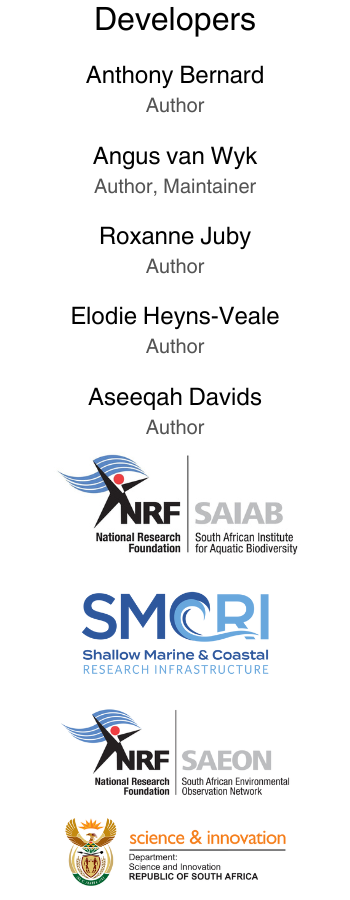 Developers
Anthony Bernard
Author
Angus van Wyk
Author, Maintainer
Roxanne Juby
Author
Elodie Heyns-Veale
Author
Aseeqah Davids
Author
NRF SAIAB
National Research South African Institute
Foundation for Aquatic Biodiversity
SMCRI
Shallow Marine & Coastal
RESEARCH INFRASTRUCTURE
NRF SAEON
National Research South African Environmental
Foundation Observation Network
science & innovation
Department:
Science and Innovation
REPUBLIC OF SOUTH AFRICA